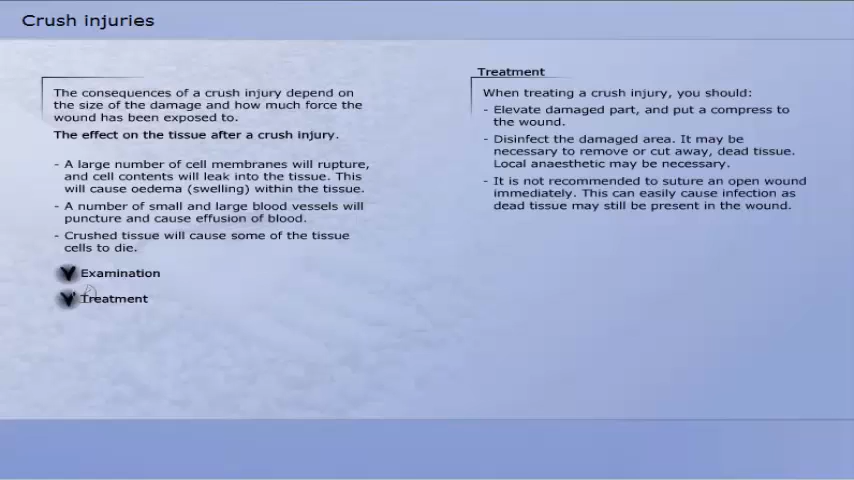 Crush injuries
The consequences of a crush injury depend on
the size of the damage and how much force the
wound has been exposed to.
The effect on the tissue after a crush injury.
- A large number of cell membranes will rupture,
and cell contents will leak into the tissue. This
will cause oedema (swelling) within the tissue.
- A number of small and large blood vessels will
puncture and cause effusion of blood.
- Crushed tissue will cause some of the tissue
cells to die.
Examination
Treatment
Treatment
When treating a crush injury, you should:
- Elevate damaged part, and put a compress to
the wound.
- Disinfect the damaged area. It may be
necessary to remove or cut away, dead tissue.
Local anaesthetic may be necessary.
- It is not recommended to suture an open wound
immediately. This can easily cause infection as
dead tissue may still be present in the wound.